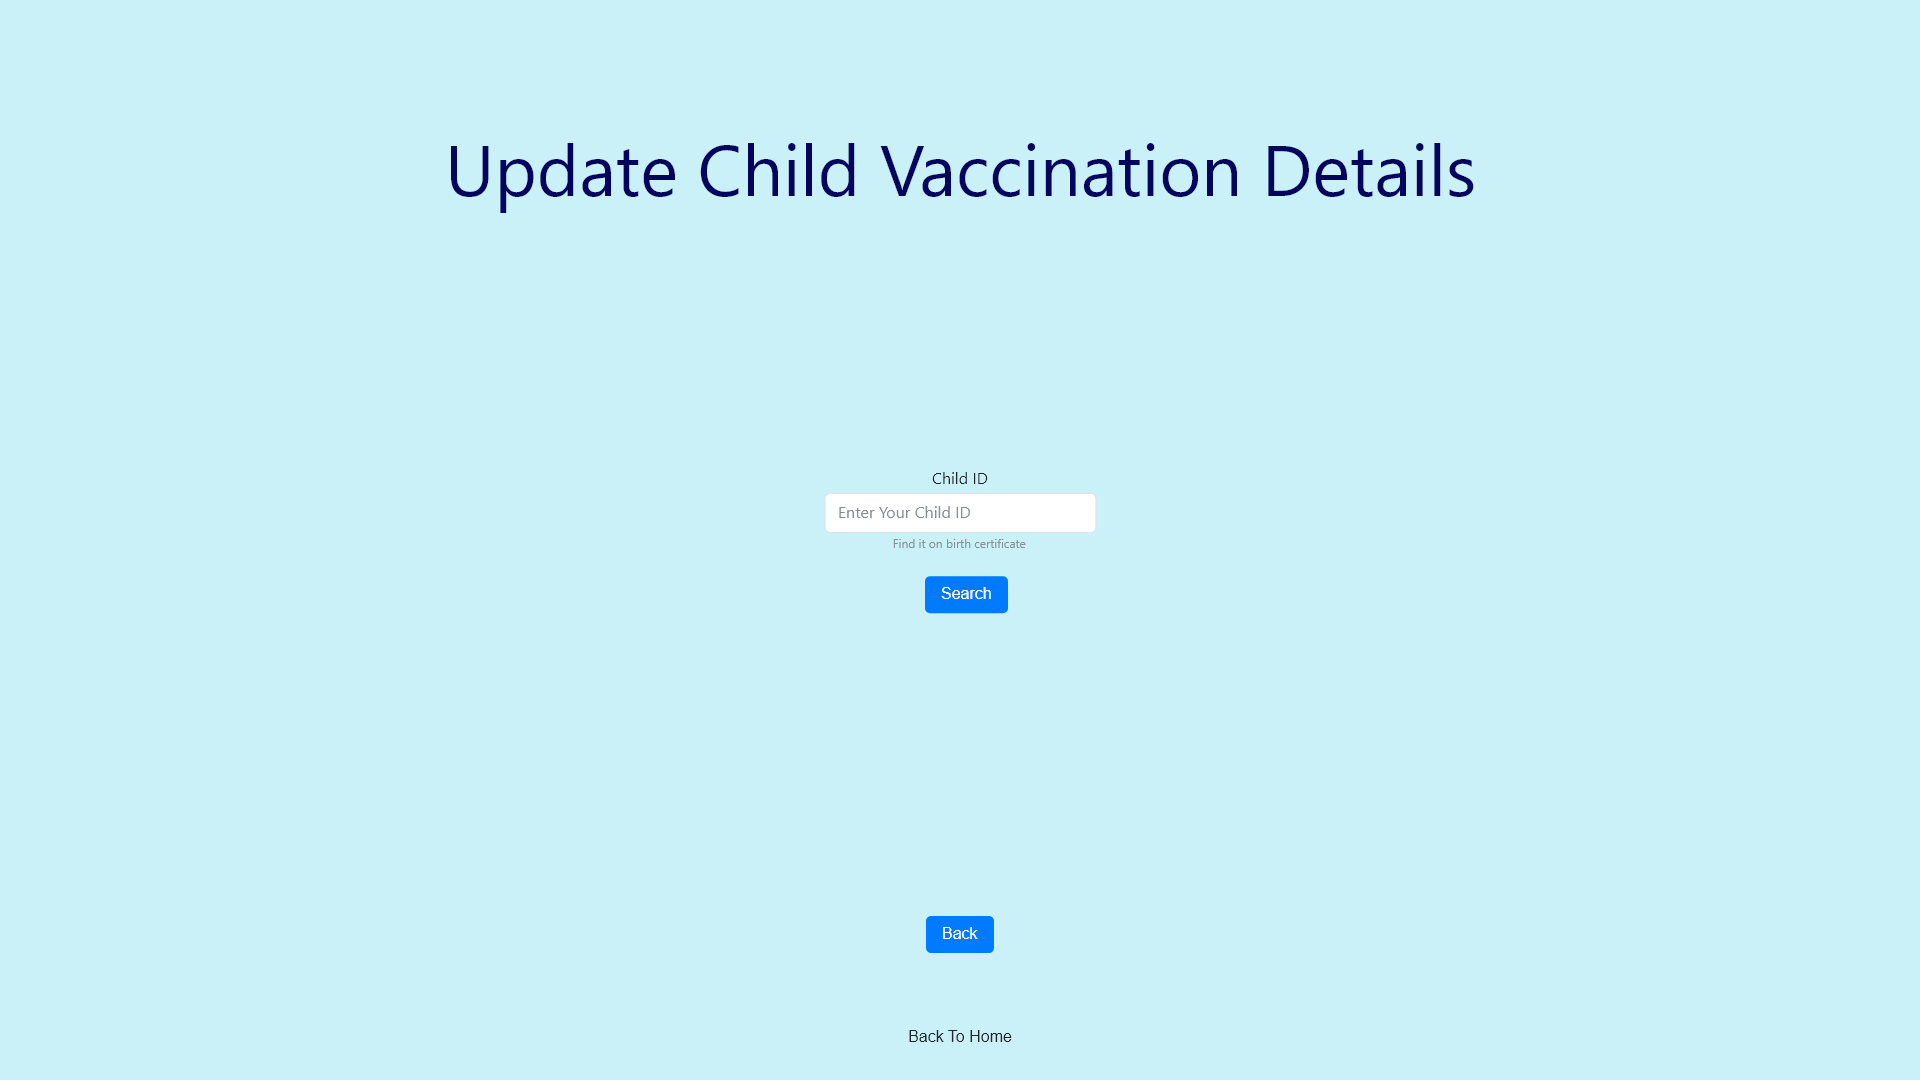 Update Child Vaccination Details
Child ID
Enter Your Child ID
Find it on birth certificate
Search
Back
Back To Home